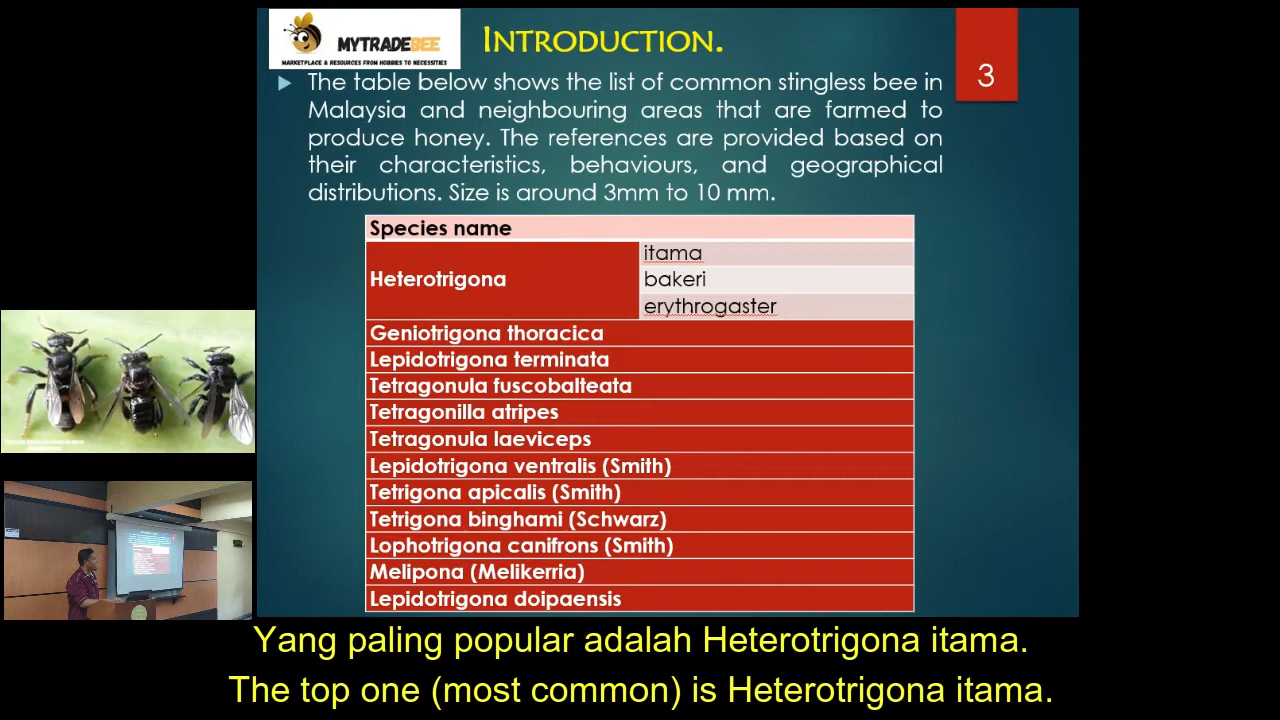 MYTRADEBEE
MARKETPLACE & RESOURCES FROM HOBBIES TO NECESSITIES
INTRODUCTION.
3
The table below shows the list of common stingless bee in
Malaysia and neighbouring areas that are farmed to
produce honey. The references are provided based on
their characteristics, behaviours, and geographical
distributions. Size is around 3mm to 10 mm.
Species name
Heterotrigona
itama
bakeri
erythrogaster
Geniotrigona thoracica
Lepidotrigona terminata
Tetragonula fuscobalteata
Tetragonilla atripes
Tetragonula laeviceps
Lepidotrigona ventralis (Smith)
Tetrigona apicalis (Smith)
Tetrigona binghami (Schwarz)
Lophotrigona canifrons (Smith)
Melipona (Melikerria)
Lepidotrigona doipaensis
Yang paling popular adalah Heterotrigona itama.
The top one (most common) is Heterotrigona itama.